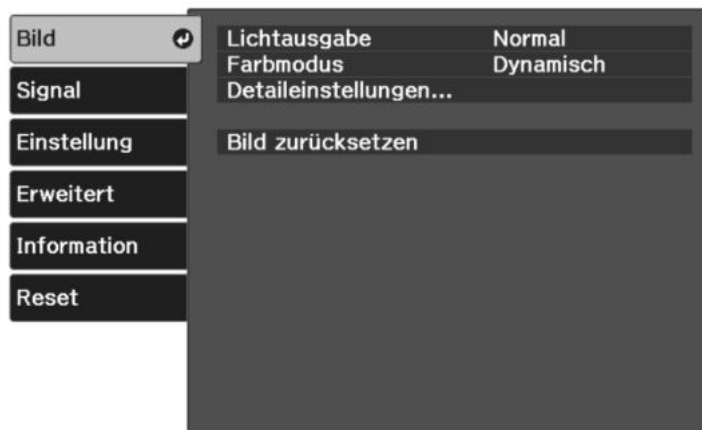 Bild
Signal
Einstellung
Erweitert
Information
Reset
Lichtausgabe Normal
Farbmodus Dynamisch
Detaileinstellungen...
Bild zurücksetzen